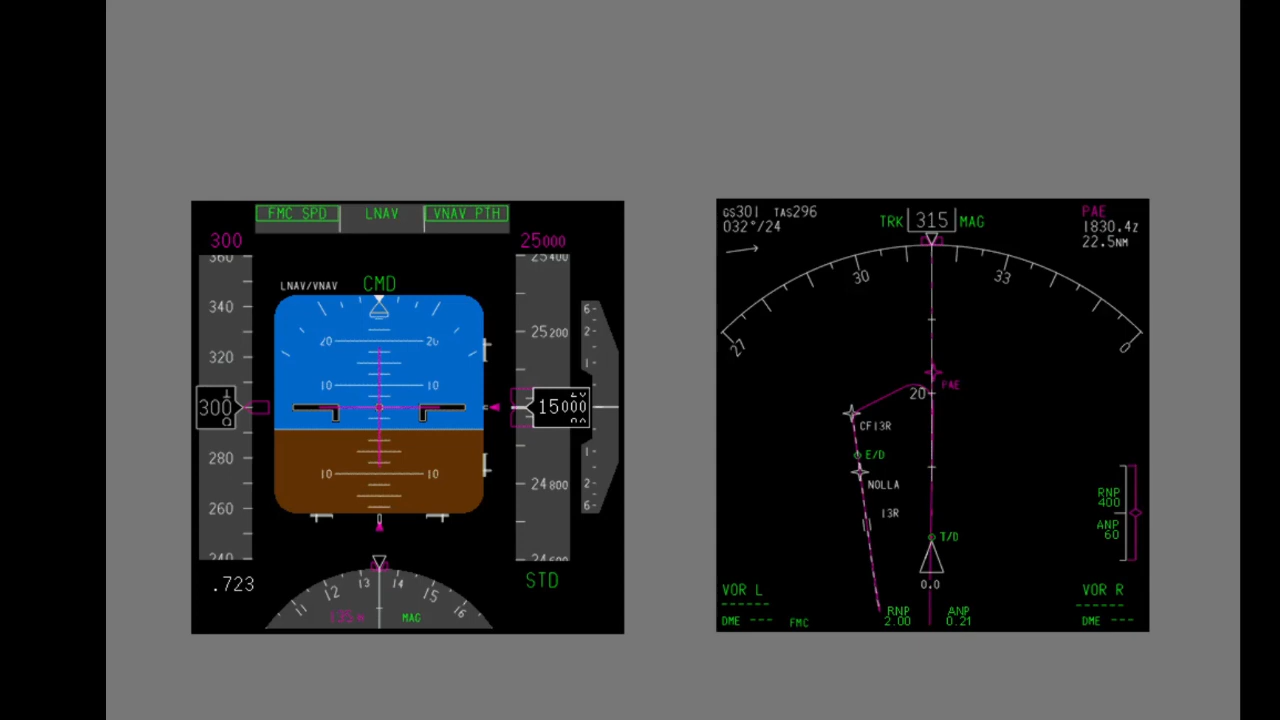 FMC SPD LNAV VNAV PTH
300 25000
360 25400
LNAV/VNAV CMD
340
25200
320
20 20
10 10
300 15000
280
10 10
24800
260
240 24600
6
2
1
1
2
6
.723 STD
11 12 13 14 15 16
MAG
GS301 TAS296
032°/24
TRK 315 MAG
PAE
1830.4z
22.5NM
27 30 33 0
PAE
20
CF13R
E/D
NOLLA
13R
T/D
0.0
RNP
400
ANP
60
VOR L VOR R
RNP ANP
2.00 0.21
DME --- FMC DME ---